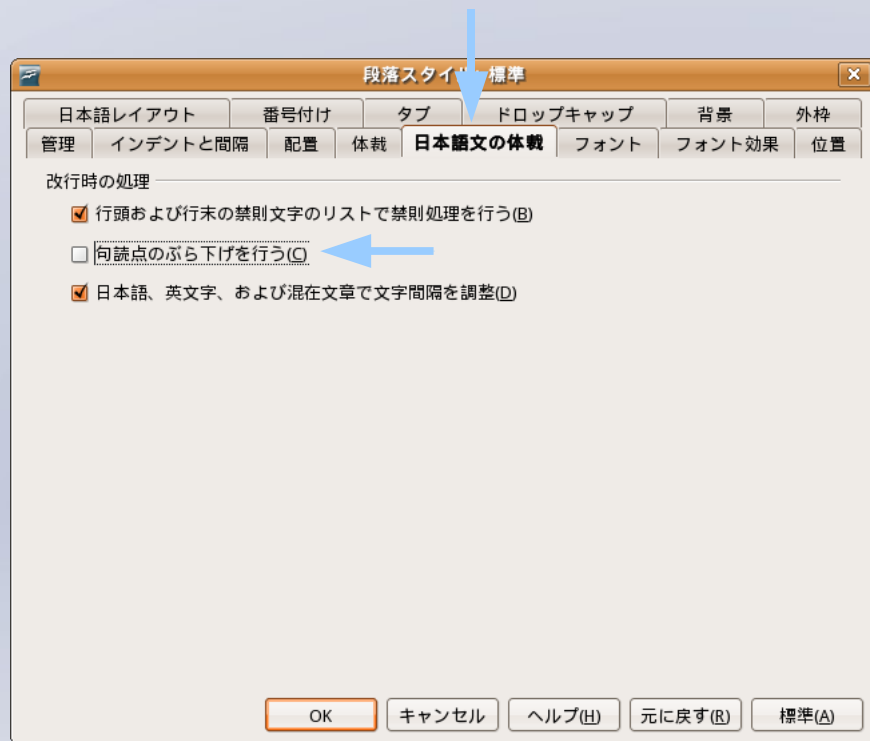 段落スタイル: 標準
日本語レイアウト 番号付け タブ ドロップキャップ 背景 外枠
管理 インデントと間隔 配置 体裁 日本語文の体裁 フォント フォント効果 位置
改行時の処理
行頭および行末の禁則文字のリストで禁則処理を行う(B)
句読点のぶら下げを行う(C)
日本語、英文字、および混在文章で文字間隔を調整(D)
OK キャンセル ヘルプ(H) 元に戻す(R) 標準(A)